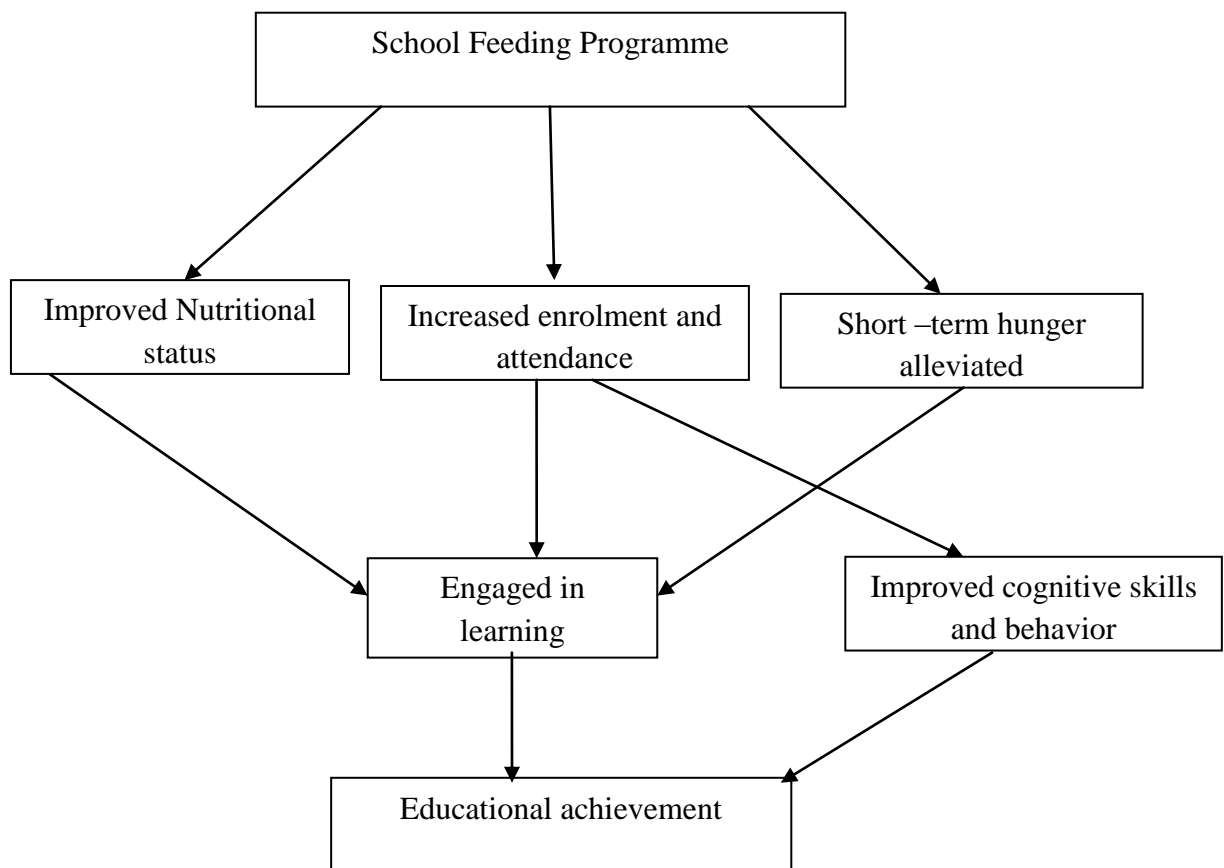 School Feeding Programme
Improved Nutritional
status
Increased enrolment and
attendance
Short –term hunger
alleviated
Engaged in
learning
Improved cognitive skills
and behavior
Educational achievement